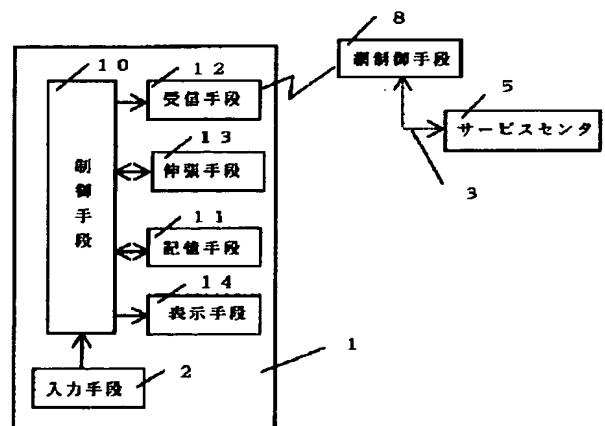 8
網制御手段
10
12
受信手段
5
サービスセンタ
13
伸張手段
3
制御手段
11
記憶手段
14
表示手段
1
2
入力手段